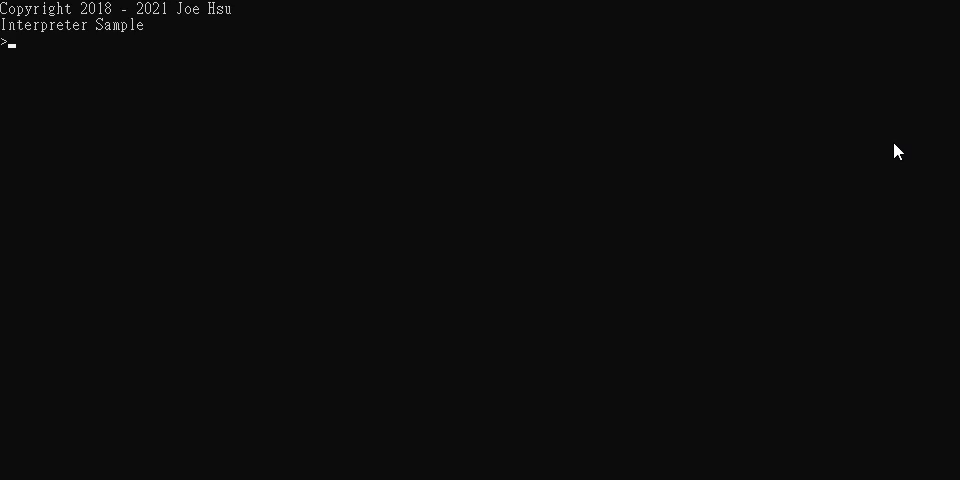 Copyright 2018 - 2021 Joe Hsu
Interpreter Sample
>